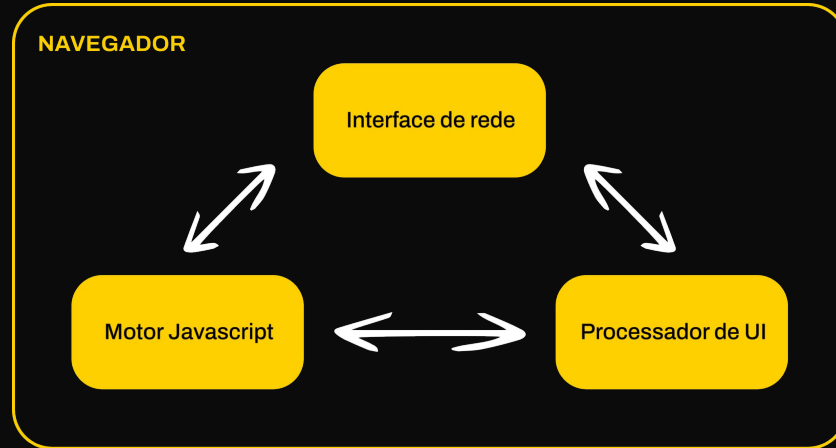 NAVEGADOR
Interface de rede
Motor Javascript
Processador de UI